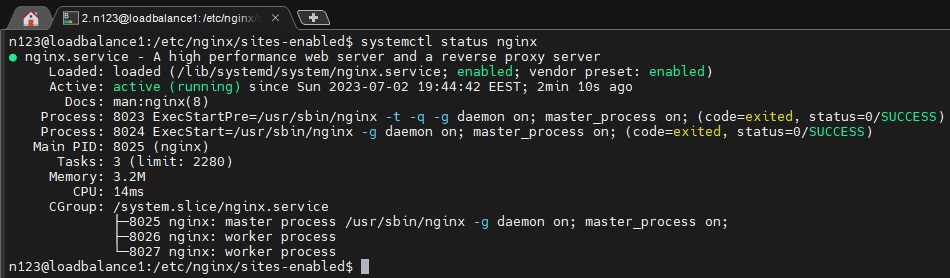 2. n123@loadbalance1: /etc/nginx/s
n123@loadbalance1:/etc/nginx/sites-enabled$ systemctl status nginx
● nginx.service - A high performance web server and a reverse proxy server
     Loaded: loaded (/lib/systemd/system/nginx.service; enabled; vendor preset: enabled)
     Active: active (running) since Sun 2023-07-02 19:44:42 EEST; 2min 10s ago
       Docs: man:nginx(8)
    Process: 8023 ExecStartPre=/usr/sbin/nginx -t -q -g daemon on; master_process on; (code=exited, status=0/SUCCESS)
    Process: 8024 ExecStart=/usr/sbin/nginx -g daemon on; master_process on; (code=exited, status=0/SUCCESS)
   Main PID: 8025 (nginx)
      Tasks: 3 (limit: 2280)
     Memory: 3.2M
        CPU: 14ms
     CGroup: /system.slice/nginx.service
             ├─8025 nginx: master process /usr/sbin/nginx -g daemon on; master_process on;
             ├─8026 nginx: worker process
             └─8027 nginx: worker process
n123@loadbalance1:/etc/nginx/sites-enabled$